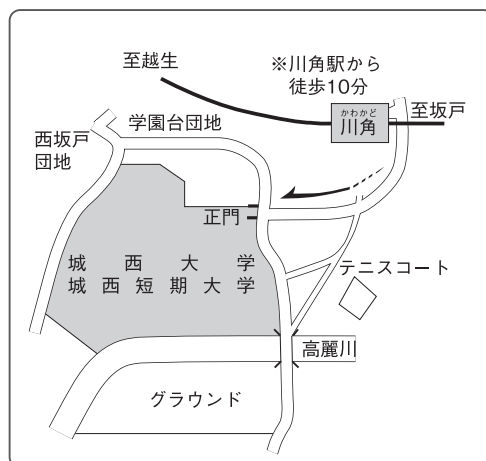 至越生
※川角駅から
徒歩10分
かわかど
川角
至坂戸
学園台団地
西坂戸
団地
正門
城西大学
城西短期大学
テニスコート
高麗川
グラウンド